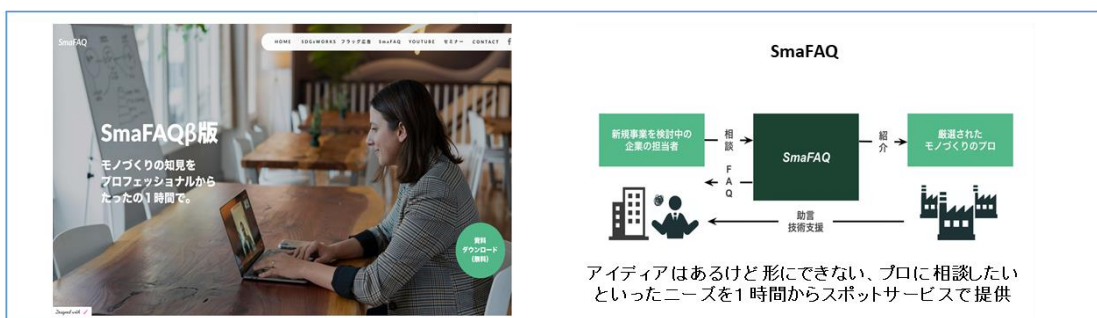 SmaFAQ
HOME SDGsWORKS フラッグ広告 SmaFAQ YOUTUBE セミナー CONTACT f
SmaFAQβ版
モノづくりの知見を
プロフェッショナルから
たったの1時間で。
資料
ダウンロード
(無料)
Designed with
SmaFAQ
新規事業を検討中の
企業の担当者
相談
FAQ
SmaFAQ
紹介
厳選された
モノづくりのプロ
助言
技術支援
アイディアはあるけど形にできない、プロに相談したい
といったニーズを1時間からスポットサービスで提供